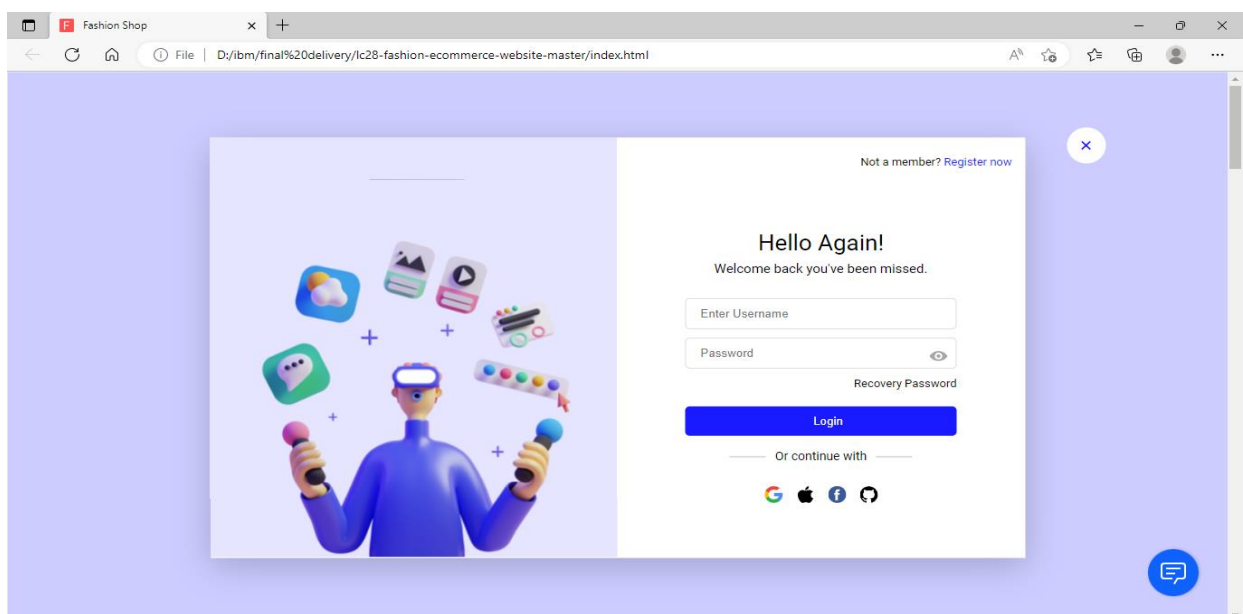 F Fashion Shop
File | D:/ibm/final%20delivery/lc28-fashion-ecommerce-website-master/index.html
Not a member? Register now
Hello Again!
Welcome back you've been missed.
Enter Username
Password
Recovery Password
Login
Or continue with